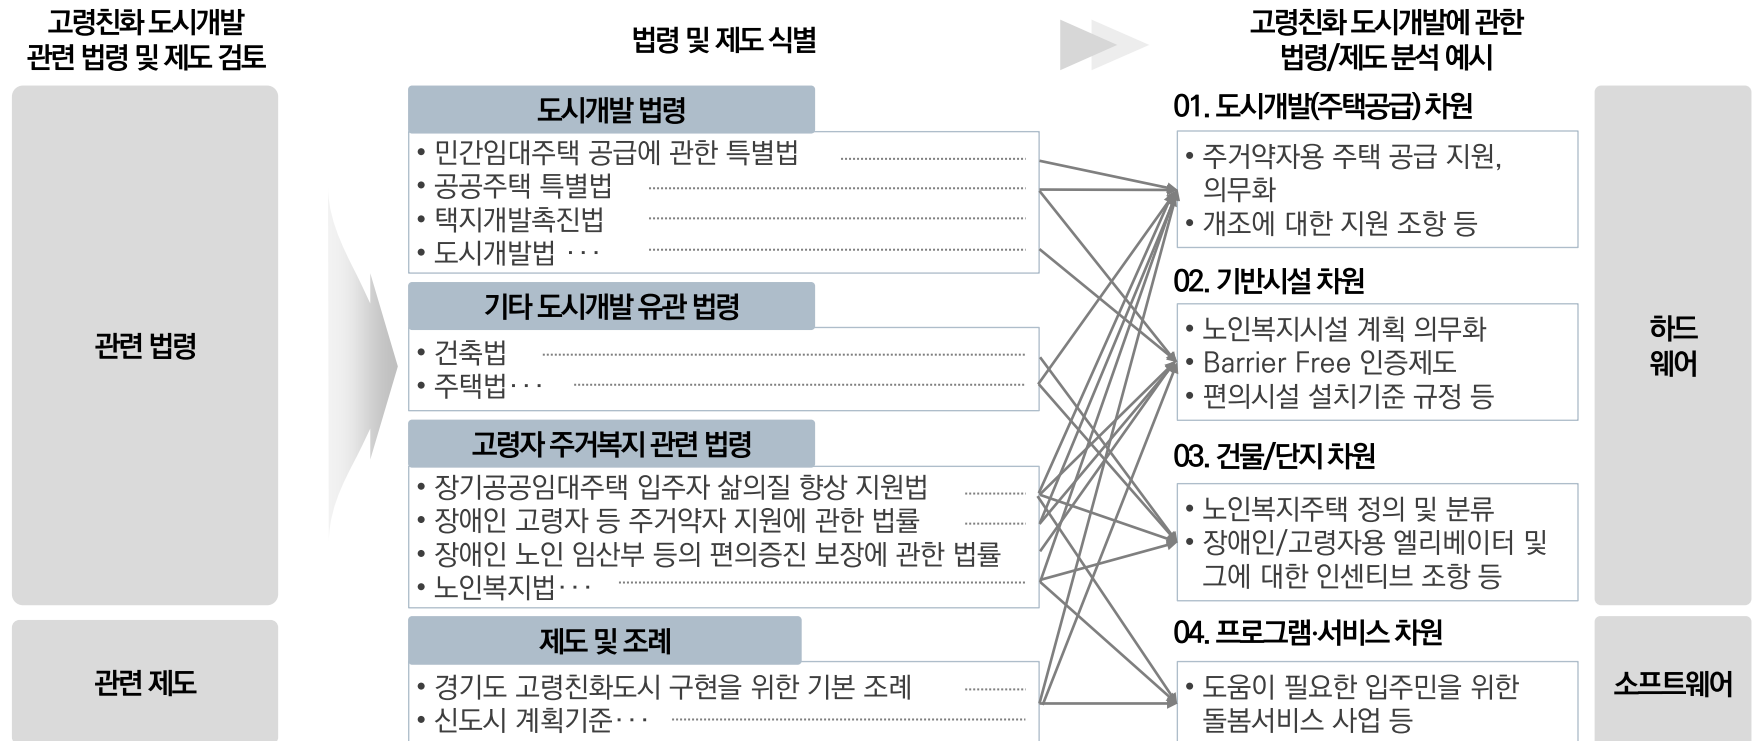 고령친화 도시개발
관련 법령 및 제도 검토
법령 및 제도 식별
고령친화 도시개발에 관한
법령/제도 분석 예시
관련 법령
관련 제도
도시개발 법령
• 민간임대주택 공급에 관한 특별법
• 공공주택 특별법
• 택지개발촉진법
• 도시개발법 ···
기타 도시개발 유관 법령
• 건축법
• 주택법···
고령자 주거복지 관련 법령
• 장기공공임대주택 입주자 삶의질 향상 지원법
• 장애인 고령자 등 주거약자 지원에 관한 법률
• 장애인 노인 임산부 등의 편의증진 보장에 관한 법률
• 노인복지법···
제도 및 조례
• 경기도 고령친화도시 구현을 위한 기본 조례
• 신도시 계획기준···
01. 도시개발(주택공급) 차원
• 주거약자용 주택 공급 지원,
의무화
• 개조에 대한 지원 조항 등
02. 기반시설 차원
• 노인복지시설 계획 의무화
• Barrier Free 인증제도
• 편의시설 설치기준 규정 등
03. 건물/단지 차원
• 노인복지주택 정의 및 분류
• 장애인/고령자용 엘리베이터 및
그에 대한 인센티브 조항 등
04. 프로그램·서비스 차원
• 도움이 필요한 입주민을 위한
돌봄서비스 사업 등
하드
웨어
소프트웨어